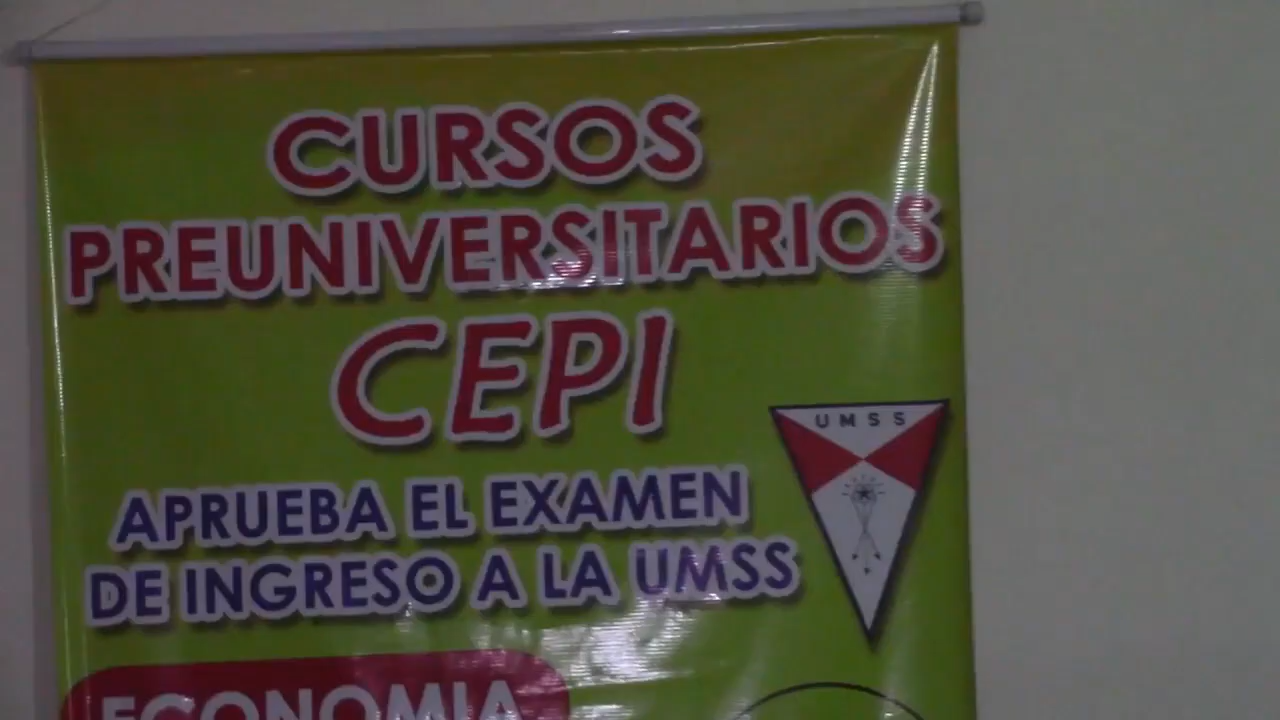 CURSOS
PREUNIVERSITARIOS
CEPI
UMSS
APRUEBA EL EXAMEN
DE INGRESO A LA UMSS
ECONOMIA